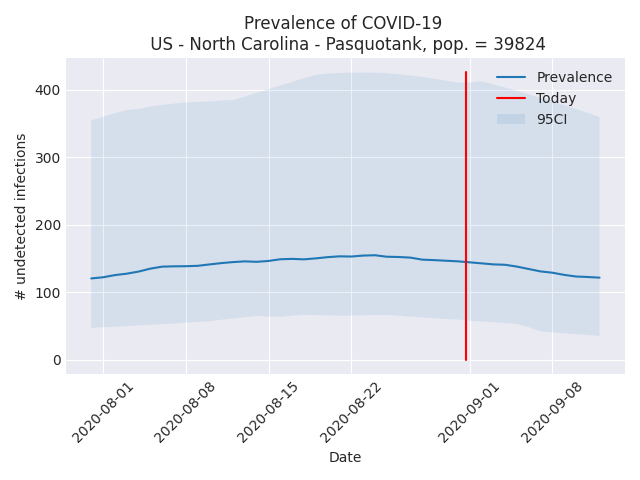 Prevalence of COVID-19
US - North Carolina - Pasquotank, pop. = 39824
Prevalence
Today
95CI
# undetected infections
400
300
200
100
0
2020-08-01
2020-08-08
2020-08-15
2020-08-22
2020-09-01
2020-09-08
Date